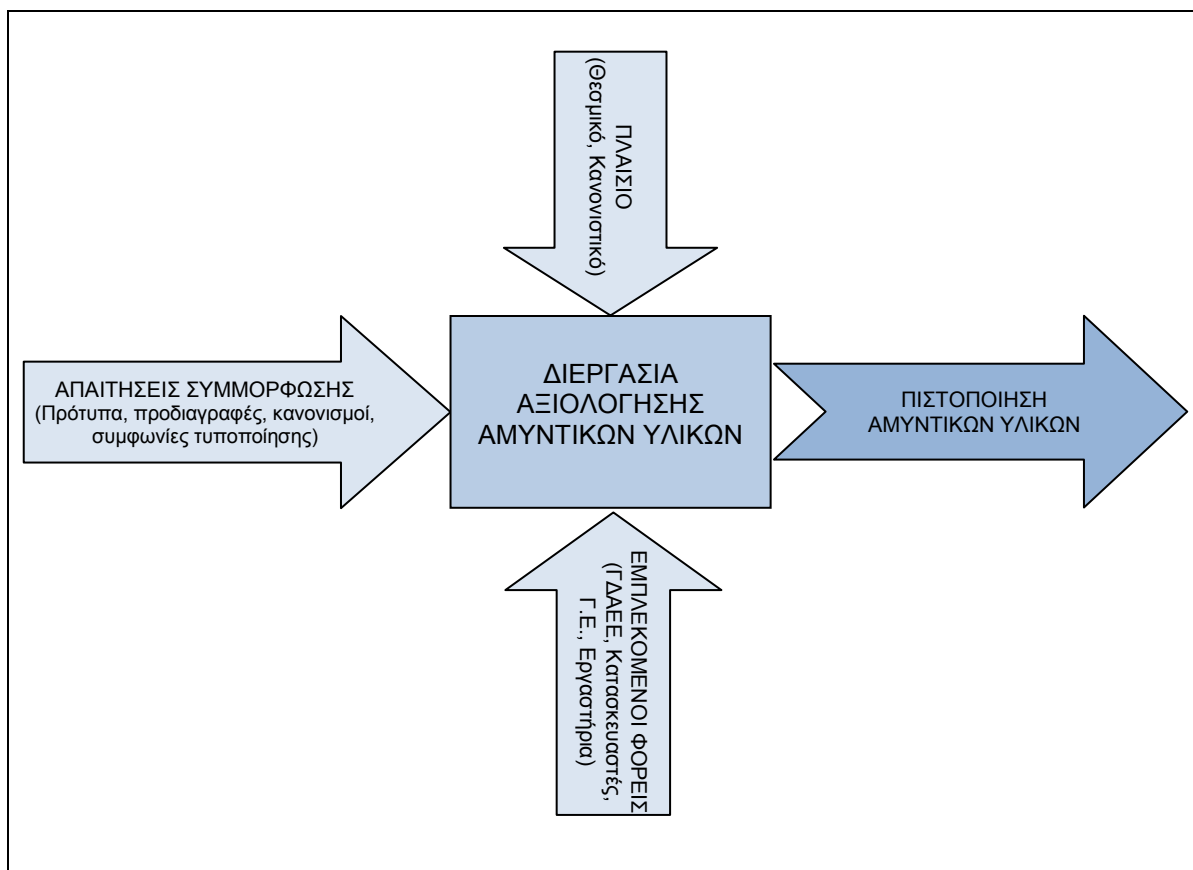 ΠΛΑΙΣΙΟ
(Θεσμικό, Κανονιστικό)
ΑΠΑΙΤΗΣΕΙΣ ΣΥΜΜΟΡΦΩΣΗΣ
(Πρότυπα, προδιαγραφές, κανονισμοί,
συμφωνίες τυποποίησης)
ΔΙΕΡΓΑΣΙΑ
ΑΞΙΟΛΟΓΗΣΗΣ
ΑΜΥΝΤΙΚΩΝ ΥΛΙΚΩΝ
ΠΙΣΤΟΠΟΙΗΣΗ
ΑΜΥΝΤΙΚΩΝ ΥΛΙΚΩΝ
ΕΜΠΛΕΚΟΜΕΝΟΙ ΦΟΡΕΙΣ
(ΓΔΑΕΕ, Κατασκευαστές,
Γ.Ε., Εργαστήρια)